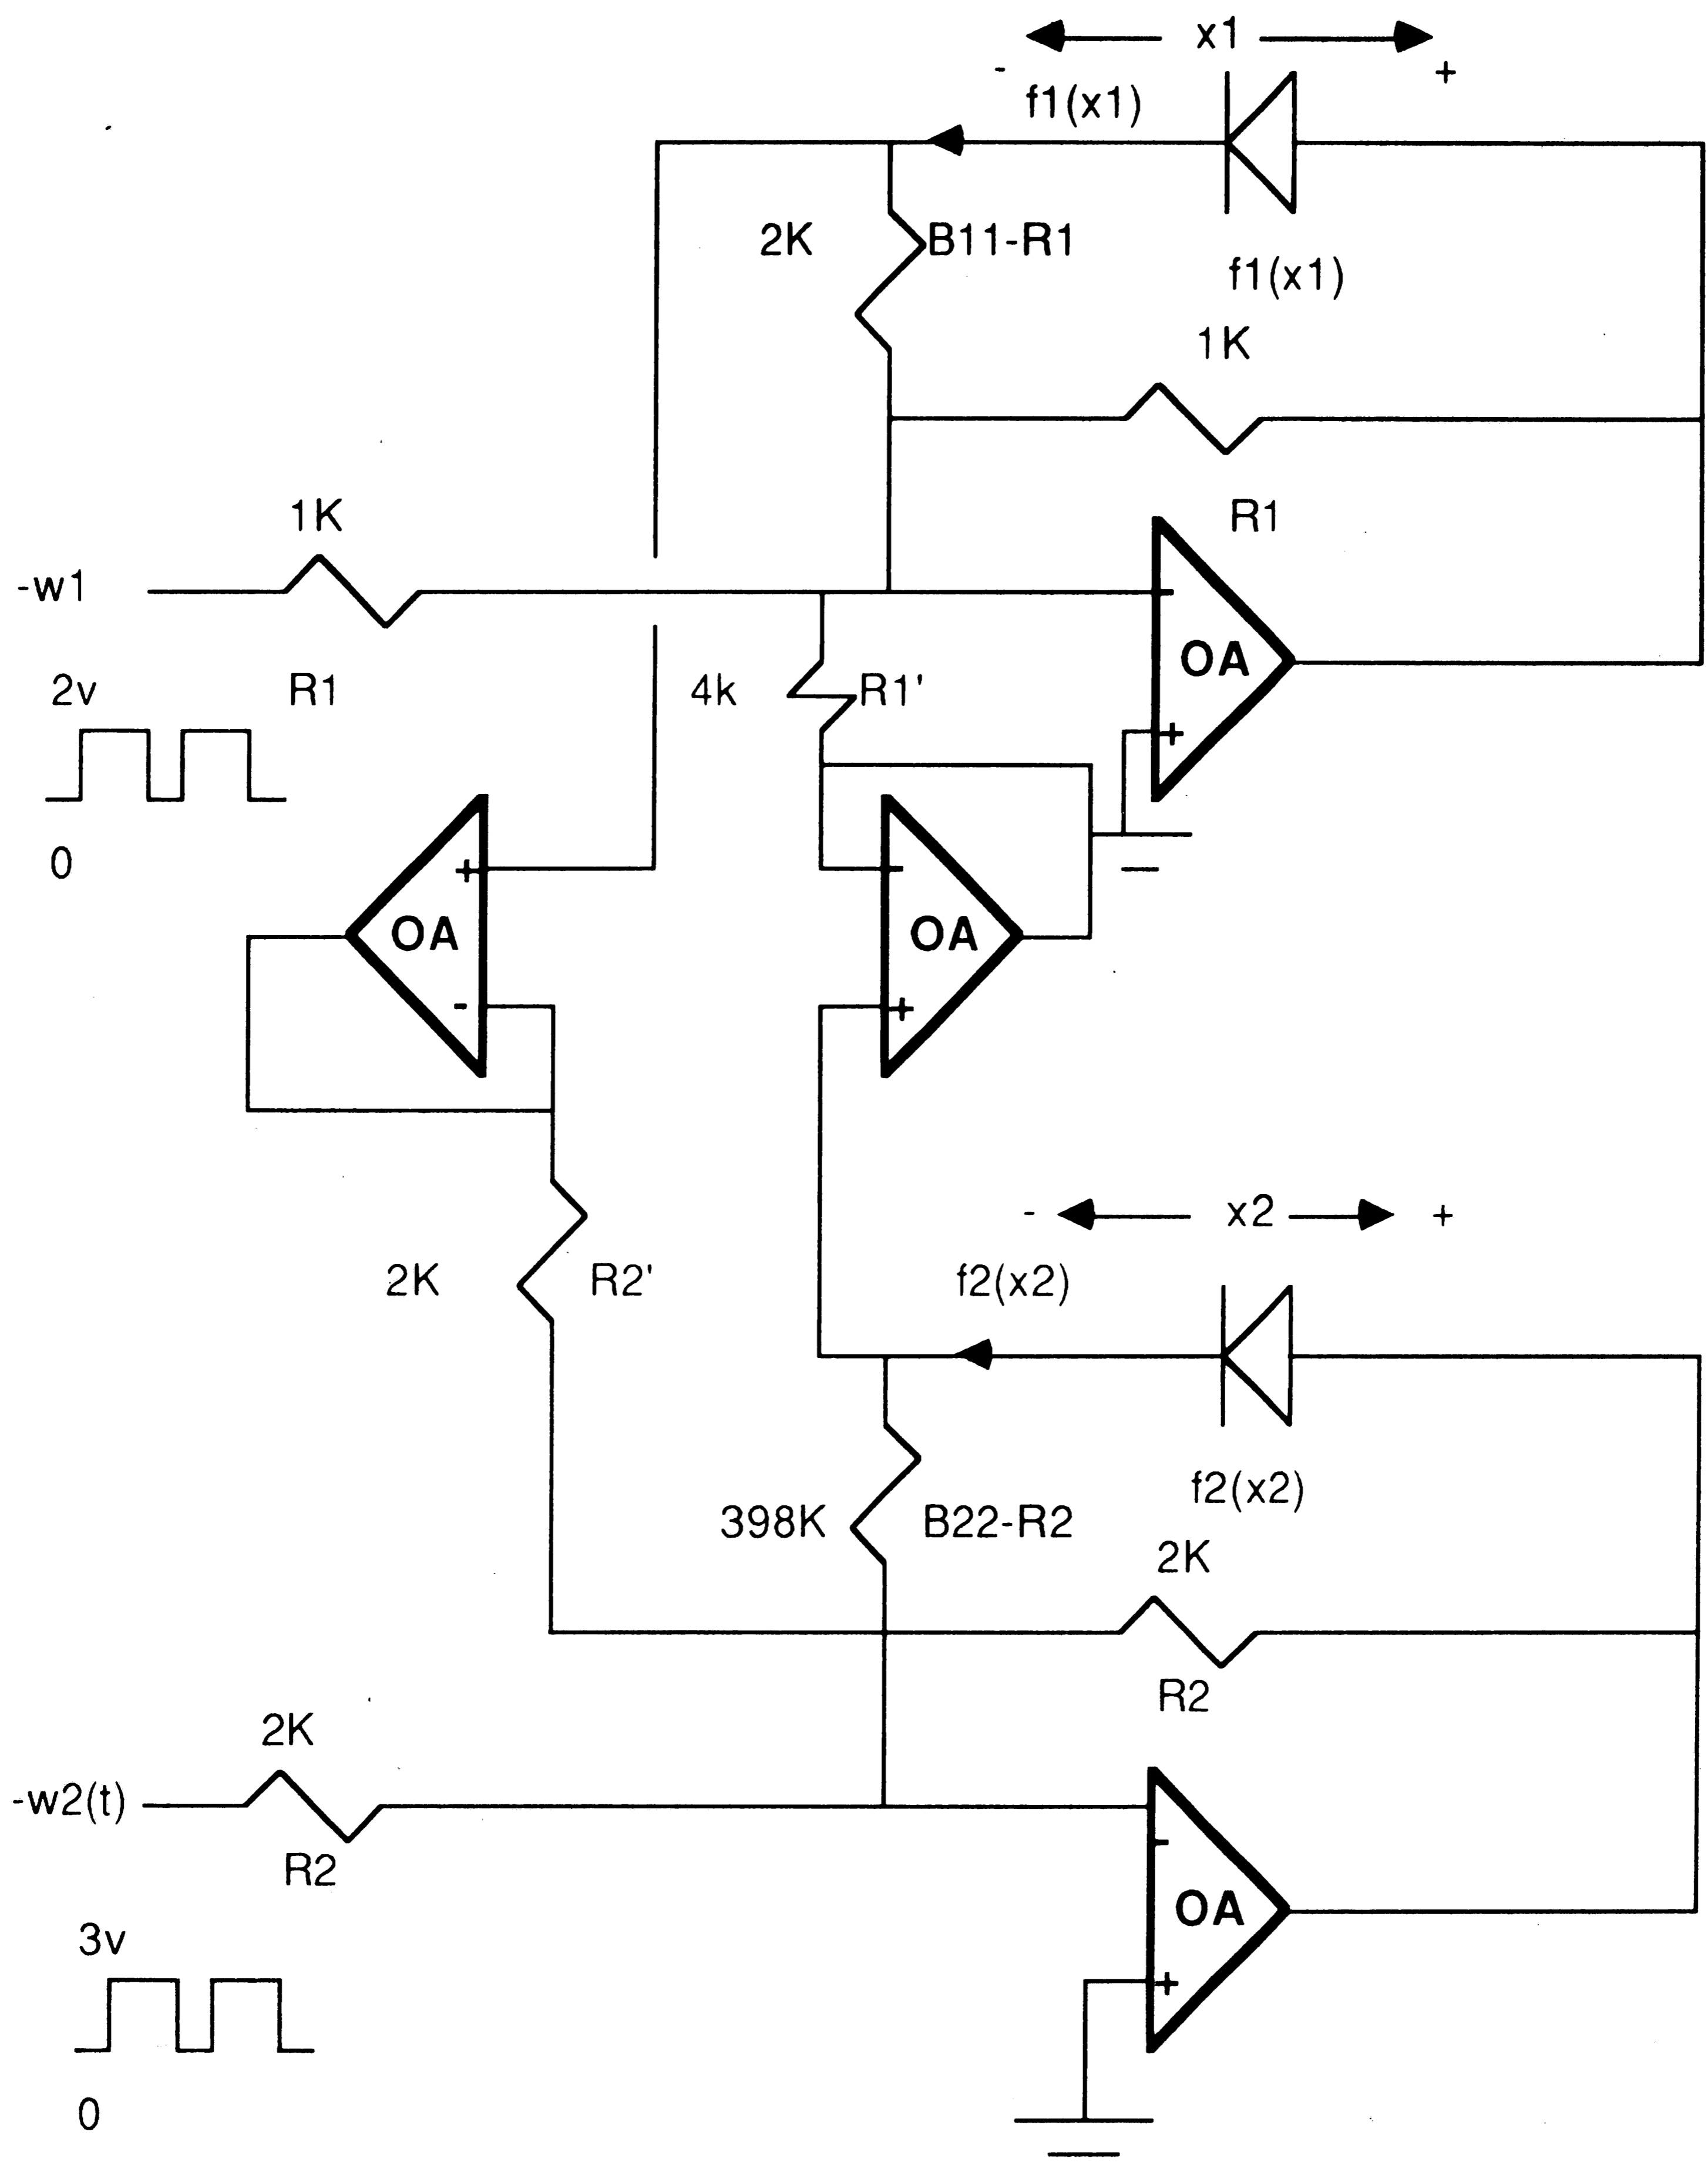 x1
- +
f1(x1)
2K B11-R1
f1(x1)
1K
1K R1
-w1 -
OA
2v R1 4k R1'
+
0 + -
OA OA
- +
- x2 +
2K R2' f2(x2)
f2(x2)
398K B22-R2
2K
R2
2K
-w2(t)
-
R2
OA
3v
+
0